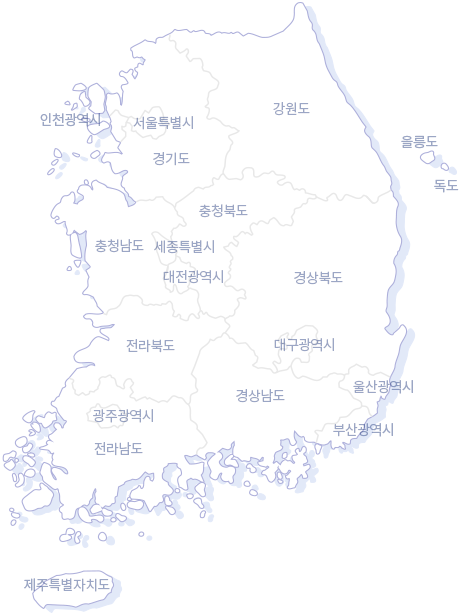 강원도
인천광역시
서울특별시
올릉도
경기도
독도
충청북도
충청남도
세종특별시
대전광역시
경상북도
전라북도
대구광역시
울산광역시
경상남도
광주광역시
부산광역시
전라남도
제주특별자치도